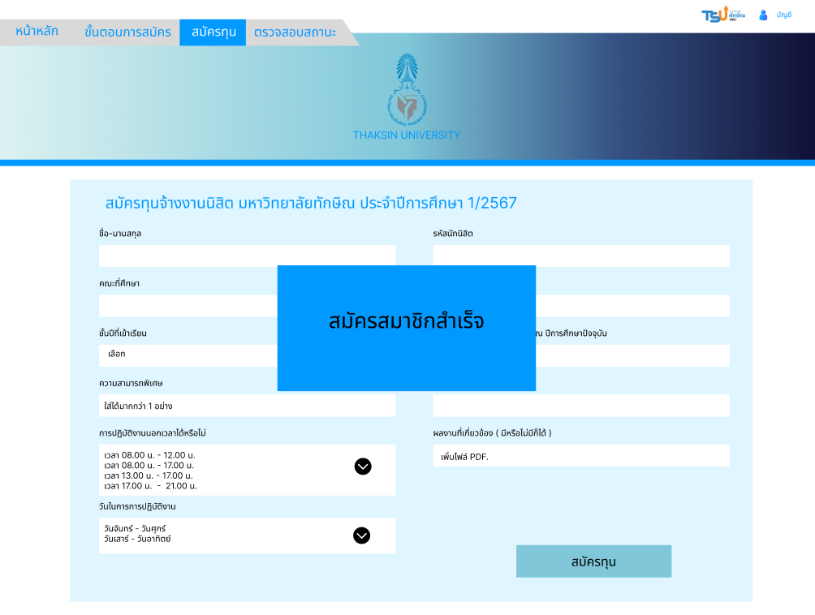 หน้าหลัก ขั้นตอนการสมัคร สมัครทุน ตรวจสอบสถานะ
TSU ทักษิณ บัญชี
THAKSIN UNIVERSITY
สมัครทุนจ้างงานนิสิต มหาวิทยาลัยทักษิณ ประจำปีการศึกษา 1/2567
ชื่อ-นามสกุล
รหัสนักนิสิต
คณะที่ศึกษา
สมัครสมาชิกสำเร็จ
ชั้นปีที่เข้าเรียน
ณ ปีการศึกษาปัจจุบัน
เลือก
ความสามารถพิเศษ
ใส่ได้มากกว่า 1 อย่าง
การปฏิบัติงานนอกเวลาได้หรือไม่
ผลงานที่เกี่ยวข้อง ( มีหรือไม่มีก็ได้ )
เวลา 08.00 น. - 12.00 น.
เวลา 08.00 น. - 17.00 น.
เวลา 13.00 น. - 17.00 น.
เวลา 17.00 น. - 21.00 น.
เพิ่มไฟล์ PDF.
วันในการการปฏิบัติงาน
วันจันทร์ - วันศุกร์
วันเสาร์ - วันอาทิตย์
สมัครทุน